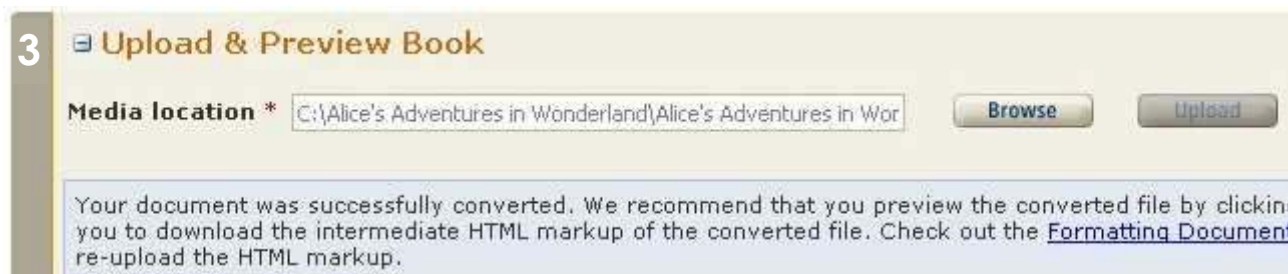 3
Upload & Preview Book
Media location * C:\Alice's Adventures in Wonderland\Alice's Adventures in Wor Browse Upload
Your document was successfully converted. We recommend that you preview the converted file by clicking
you to download the intermediate HTML markup of the converted file. Check out the Formatting Document
re-upload the HTML markup.